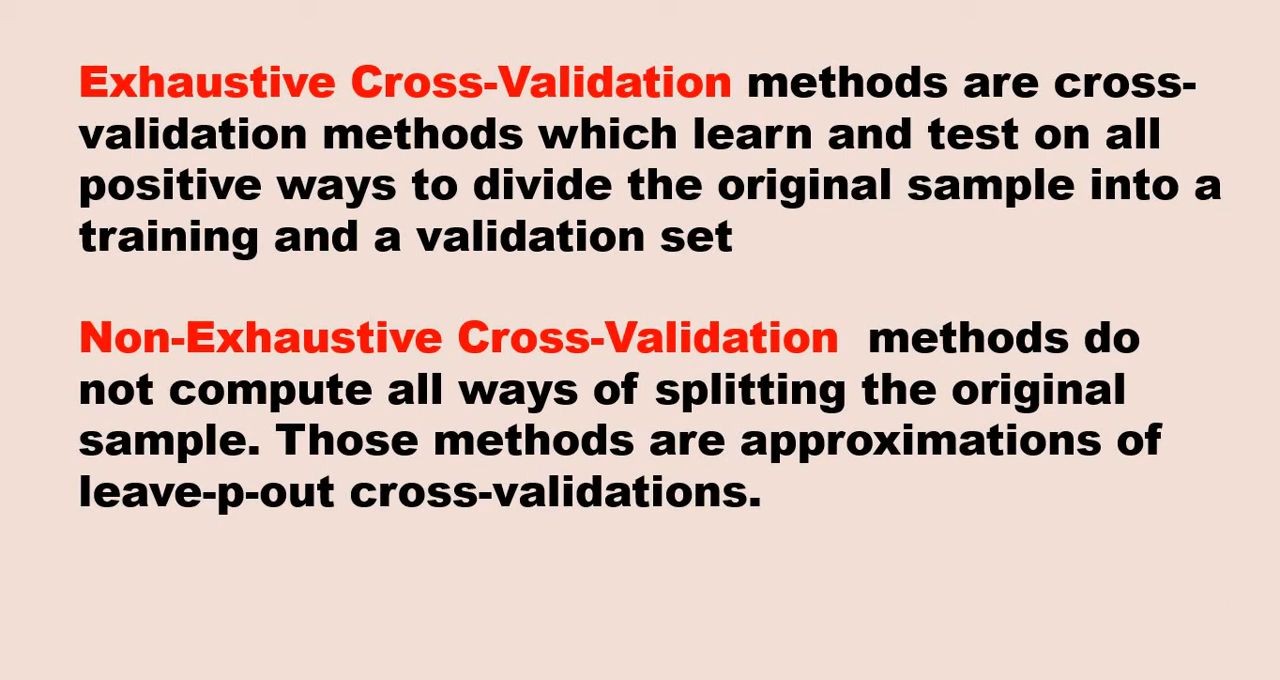 Exhaustive Cross-Validation methods are cross-
validation methods which learn and test on all
positive ways to divide the original sample into a
training and a validation set
Non-Exhaustive Cross-Validation methods do
not compute all ways of splitting the original
sample. Those methods are approximations of
leave-p-out cross-validations.